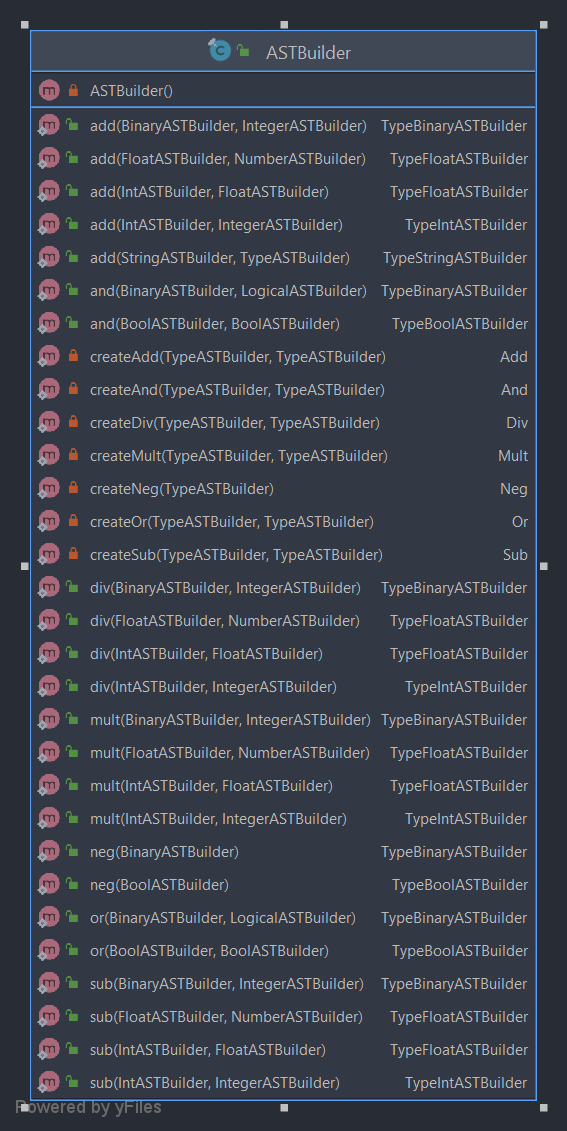 ASTBuilder
ASTBuilder()
add(BinaryASTBuilder, IntegerASTBuilder) TypeBinaryASTBuilder
add(FloatASTBuilder, NumberASTBuilder) TypeFloatASTBuilder
add(IntASTBuilder, FloatASTBuilder) TypeFloatASTBuilder
add(IntASTBuilder, IntegerASTBuilder) TypeIntASTBuilder
add(StringASTBuilder, TypeASTBuilder) TypeStringASTBuilder
and(BinaryASTBuilder, LogicalASTBuilder) TypeBinaryASTBuilder
and(BoolASTBuilder, BoolASTBuilder) TypeBoolASTBuilder
createAdd(TypeASTBuilder, TypeASTBuilder) Add
createAnd(TypeASTBuilder, TypeASTBuilder) And
createDiv(TypeASTBuilder, TypeASTBuilder) Div
createMult(TypeASTBuilder, TypeASTBuilder) Mult
createNeg(TypeASTBuilder) Neg
createOr(TypeASTBuilder, TypeASTBuilder) Or
createSub(TypeASTBuilder, TypeASTBuilder) Sub
div(BinaryASTBuilder, IntegerASTBuilder) TypeBinaryASTBuilder
div(FloatASTBuilder, NumberASTBuilder) TypeFloatASTBuilder
div(IntASTBuilder, FloatASTBuilder) TypeFloatASTBuilder
div(IntASTBuilder, IntegerASTBuilder) TypeIntASTBuilder
mult(BinaryASTBuilder, IntegerASTBuilder) TypeBinaryASTBuilder
mult(FloatASTBuilder, NumberASTBuilder) TypeFloatASTBuilder
mult(IntASTBuilder, FloatASTBuilder) TypeFloatASTBuilder
mult(IntASTBuilder, IntegerASTBuilder) TypeIntASTBuilder
neg(BinaryASTBuilder) TypeBinaryASTBuilder
neg(BoolASTBuilder) TypeBoolASTBuilder
or(BinaryASTBuilder, LogicalASTBuilder) TypeBinaryASTBuilder
or(BoolASTBuilder, BoolASTBuilder) TypeBoolASTBuilder
sub(BinaryASTBuilder, IntegerASTBuilder) TypeBinaryASTBuilder
sub(FloatASTBuilder, NumberASTBuilder) TypeFloatASTBuilder
sub(IntASTBuilder, FloatASTBuilder) TypeFloatASTBuilder
sub(IntASTBuilder, IntegerASTBuilder) TypeIntASTBuilder
Powered by yFiles